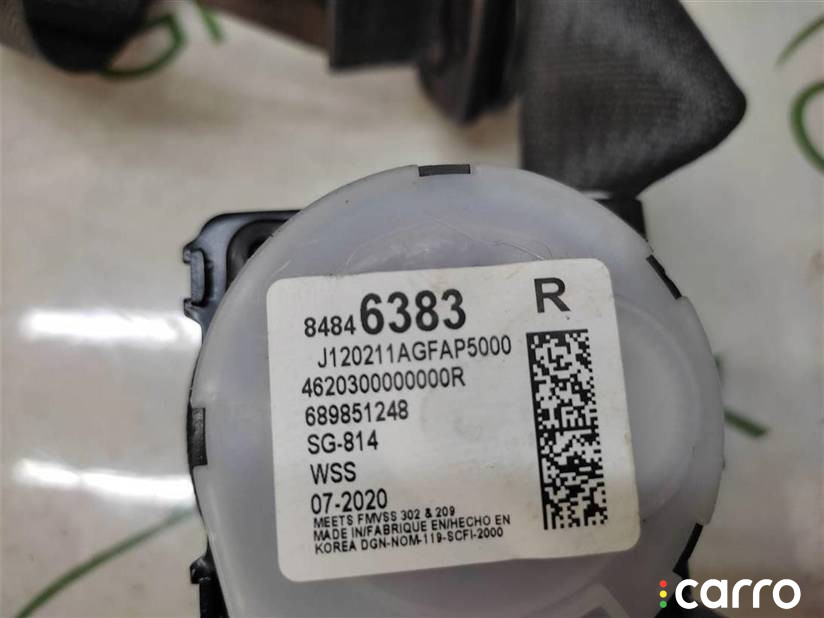 84846383 R
J120211AGFAP5000
4620300000000R
689851248
SG-814
WSS
07-2020
MEETS FMVSS 302 & 209
MADE IN/FABRIQUE EN/HECHO EN
KOREA DGN-NOM-119-SCFI-2000
carro